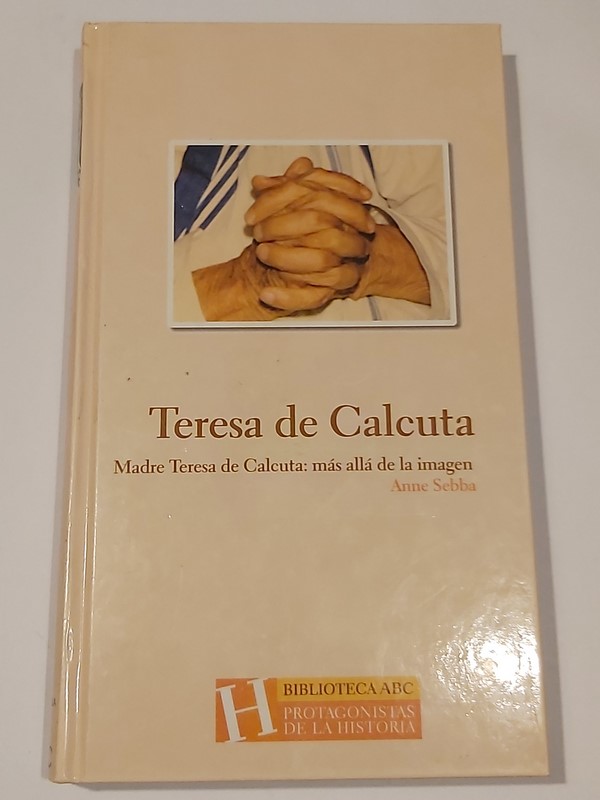 Teresa de Calcuta
Madre Teresa de Calcuta: más allá de la imagen
Anne Sebba
H
BIBLIOTECA ABC
PROTAGONISTAS
DE LA HISTORIA